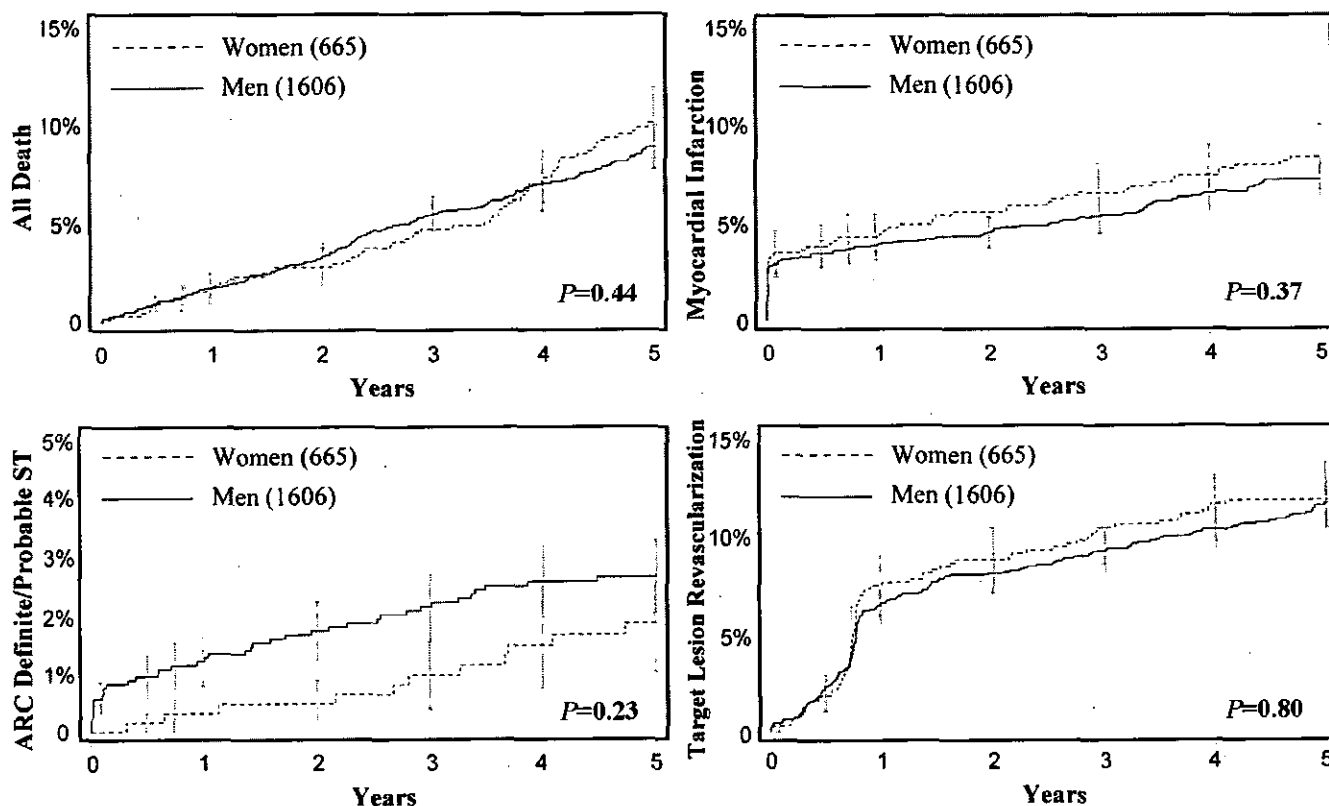 All Death
15%
10%
5%
0
Women (665)
Men (1606)
P=0.44
0 1 2 3 4 5
Years
Myocardial Infarction
15%
10%
5%
0
Women (665)
Men (1606)
P=0.37
0 1 2 3 4 5
Years
ARC Definite/Probable ST
5%
4%
3%
2%
1%
0
Women (665)
Men (1606)
P=0.23
0 1 2 3 4 5
Years
Target Lesion Revascularization
15%
10%
5%
0
Women (665)
Men (1606)
P=0.80
0 1 2 3 4 5
Years